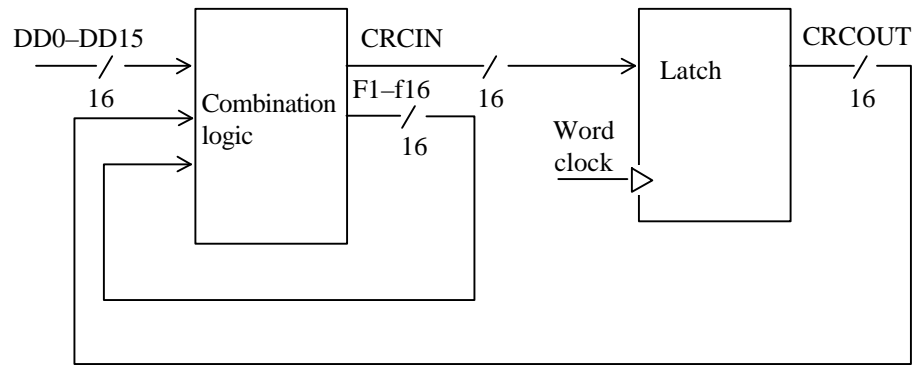 DD0–DD15
16
CRCIN
16
F1–f16
16
Combination
logic
Latch
Word
clock
CRCOUT
16